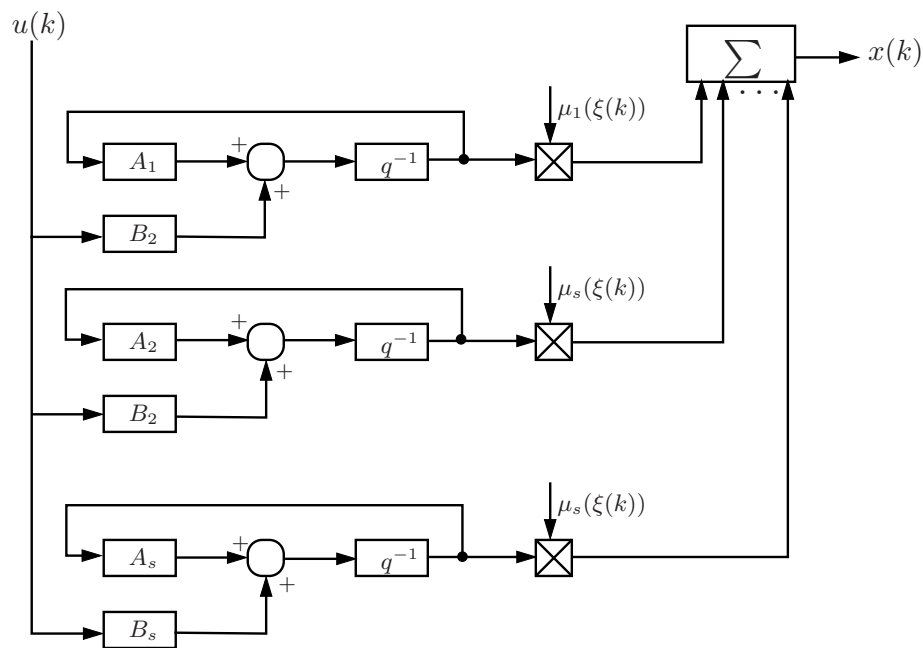 u(k)
∑
x(k)
. . .
μ₁(ξ(k))
+
A₁
q⁻¹
+
B₂
μₛ(ξ(k))
+
A₂
q⁻¹
+
B₂
μₛ(ξ(k))
+
Aₛ
q⁻¹
+
Bₛ